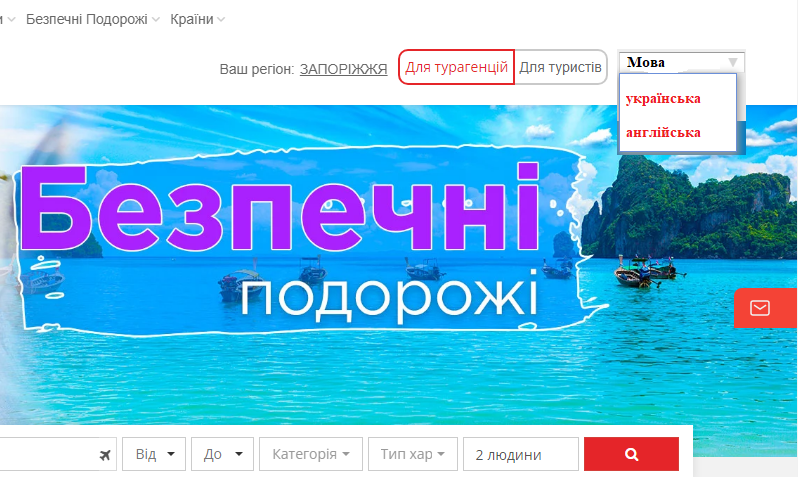 Безпечні Подорожі
Країни
Ваш регіон: ЗАПОРІЖЖЯ
Для турагенцій
Для туристів
Мова
українська
англійська
Безпечні
подорожі
Від
До
Категорія
Тип хар
2 людини